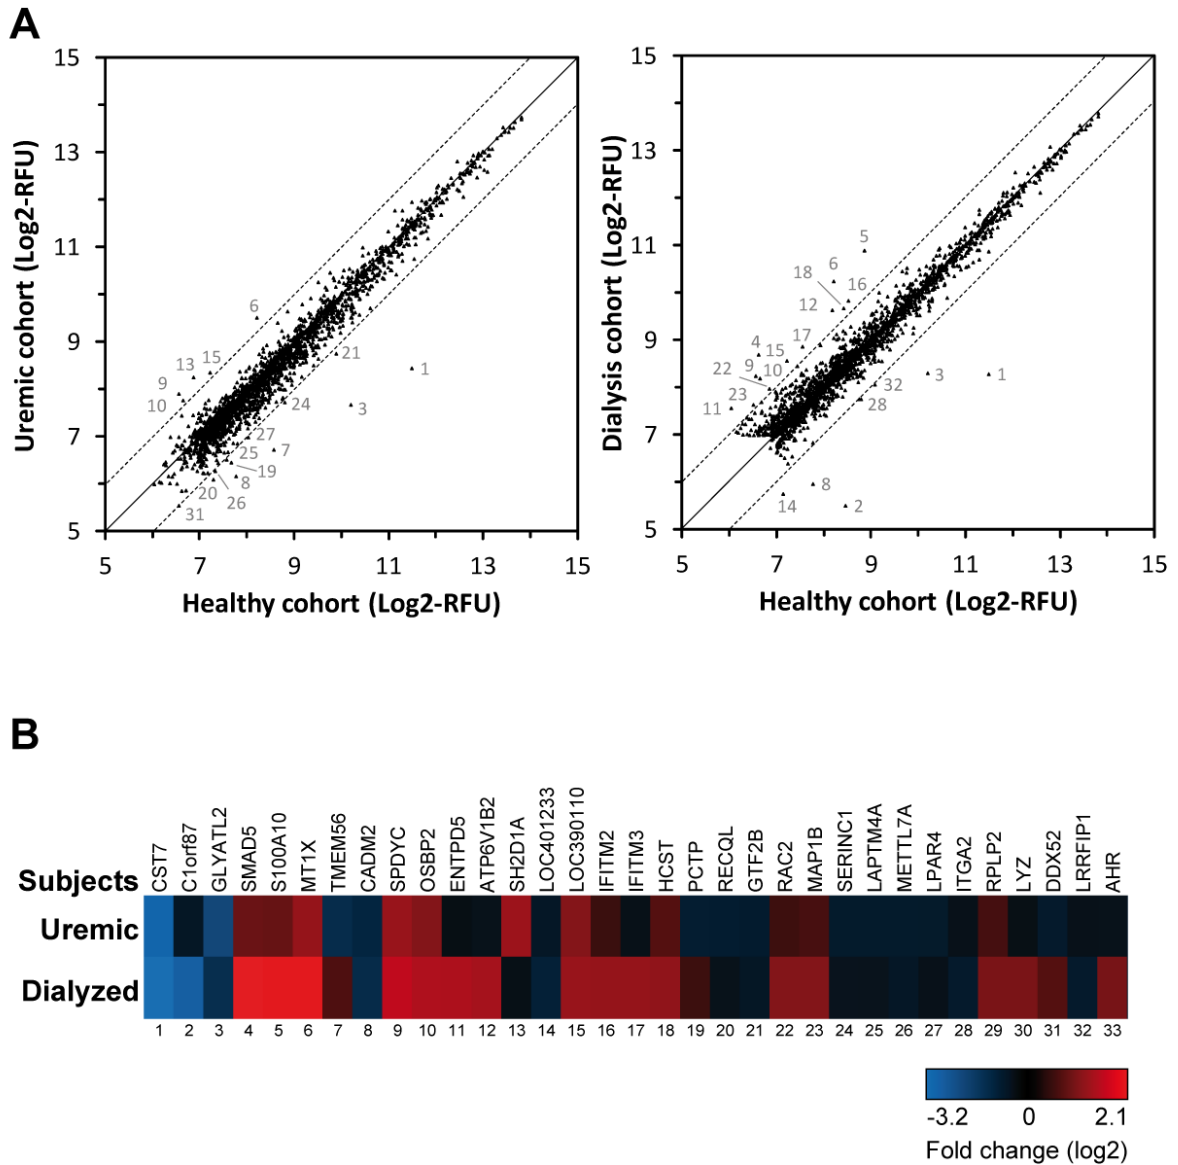 A
Uremic cohort (Log2-RFU)
15
13
11
9
7
5
6
13
15
9
10
21
1
24
3
27
25
7
19
8
20
26
31
5 7 9 11 13 15
Healthy cohort (Log2-RFU)
Dialysis cohort (Log2-RFU)
15
13
11
9
7
5
5
6
18
16
12
17
4
15
9
10
22
23
11
3
1
32
28
8
14
2
5 7 9 11 13 15
Healthy cohort (Log2-RFU)
B
Subjects
CST7
C1orf87
GLYATL2
SMAD5
S100A10
MT1X
TMEM56
CADM2
SPDYC
OSBP2
ENTPD5
ATP6V1B2
SH2D1A
LOC401233
LOC390110
IFITM2
IFITM3
HCST
PCTP
RECQL
GTF2B
RAC2
MAP1B
SERINC1
LAPTM4A
METTL7A
LPAR4
ITGA2
RPLP2
LYZ
DDX52
LRRFIP1
AHR
Uremic
Dialyzed
1 2 3 4 5 6 7 8 9 10 11 12 13 14 15 16 17 18 19 20 21 22 23 24 25 26 27 28 29 30 31 32 33
-3.2 0 2.1
Fold change (log2)